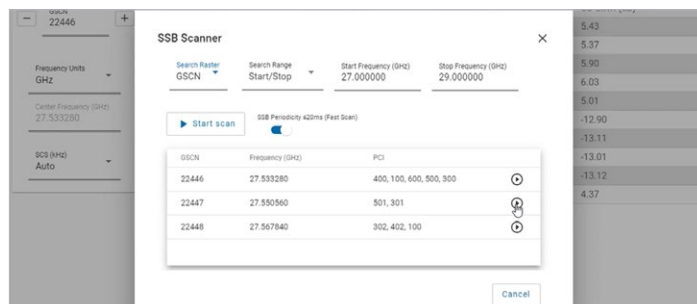 GSCN
22446
Frequency Units
GHz
Center Frequency (GHz)
27.533280
SCS (kHz)
Auto
SSB Scanner
Search Raster
GSCN
Search Range
Start/Stop
Start Frequency (GHz)
27.000000
Stop Frequency (GHz)
29.000000
Start scan
SSB Periodicity ≤20ms (Fast Scan)
GSCN Frequency (GHz) PCI
22446 27.533280 400, 100, 600, 500, 300
22447 27.550560 501, 301
22448 27.567840 302, 402, 100
Cancel
5.43
5.37
5.90
6.03
5.01
-12.90
-13.11
-13.01
-13.12
4.37